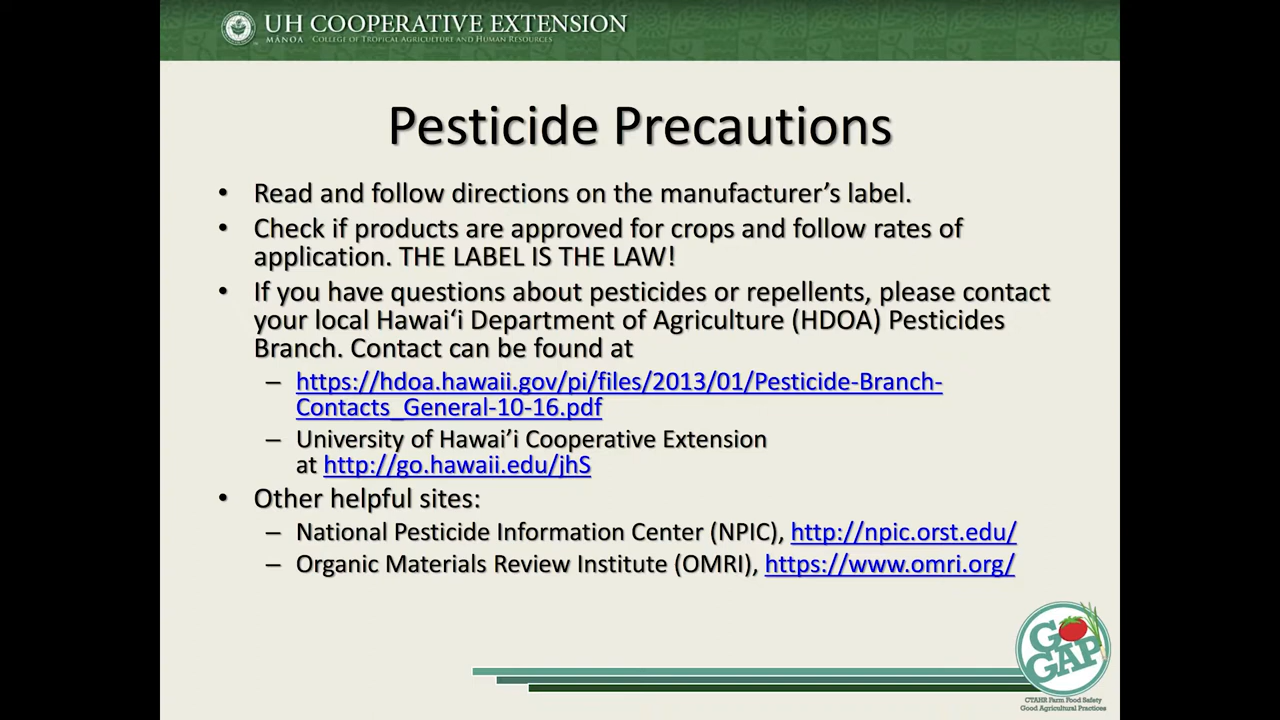 UH COOPERATIVE EXTENSION
MĀNOA COLLEGE OF TROPICAL AGRICULTURE AND HUMAN RESOURCES
Pesticide Precautions
• Read and follow directions on the manufacturer’s label.
• Check if products are approved for crops and follow rates of
application. THE LABEL IS THE LAW!
• If you have questions about pesticides or repellents, please contact
your local Hawai‘i Department of Agriculture (HDOA) Pesticides
Branch. Contact can be found at
– https://hdoa.hawaii.gov/pi/files/2013/01/Pesticide-Branch-
Contacts_General-10-16.pdf
– University of Hawai’i Cooperative Extension
at http://go.hawaii.edu/jhS
• Other helpful sites:
– National Pesticide Information Center (NPIC), http://npic.orst.edu/
– Organic Materials Review Institute (OMRI), https://www.omri.org/
GO
GAP
CTAHR Farm Food Safety
Good Agricultural Practices